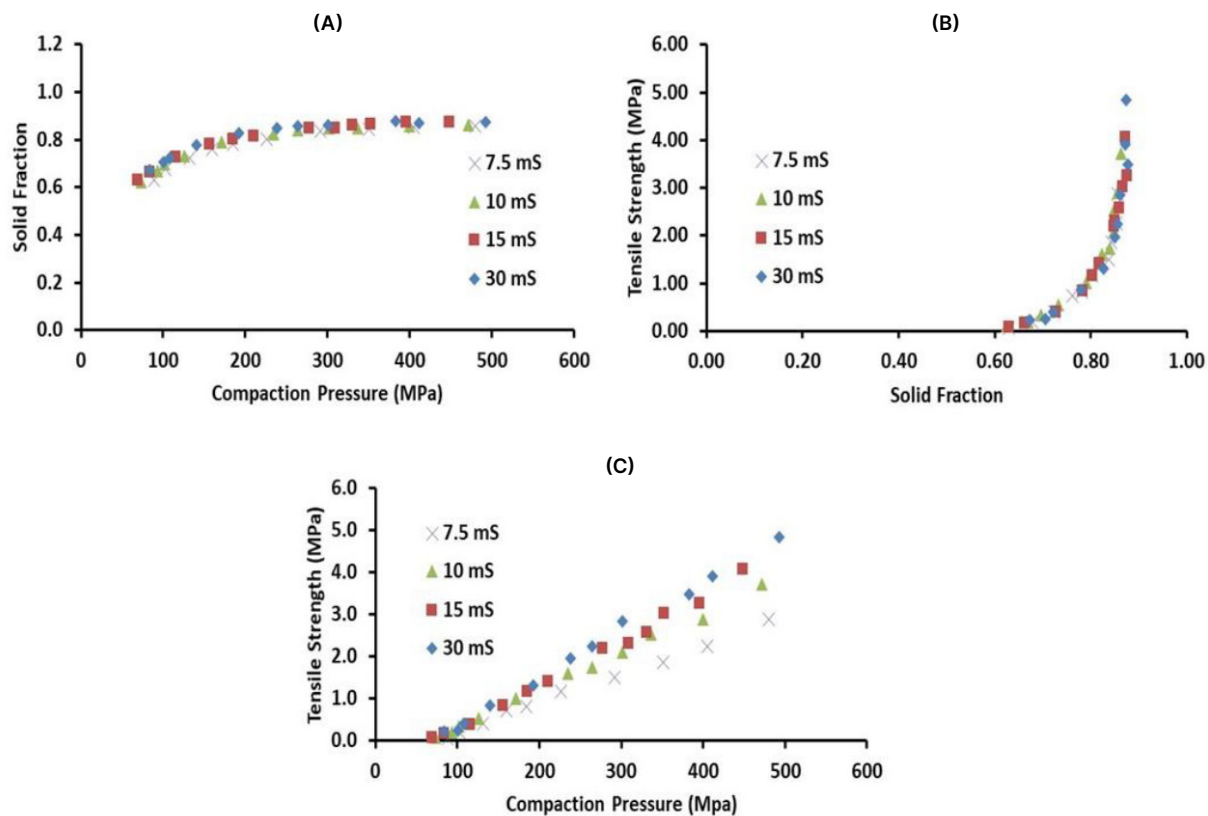 (A)
1.2
1.0
0.8
0.6
0.4
0.2
0.0
Solid Fraction
0 100 200 300 400 500 600
Compaction Pressure (MPa)
7.5 mS
10 mS
15 mS
30 mS
(B)
6.00
5.00
4.00
3.00
2.00
1.00
0.00
Tensile Strength (MPa)
0.00 0.20 0.40 0.60 0.80 1.00
Solid Fraction
7.5 mS
10 mS
15 mS
30 mS
(C)
6.0
5.0
4.0
3.0
2.0
1.0
0.0
Tensile Strength (MPa)
0 100 200 300 400 500 600
Compaction Pressure (Mpa)
7.5 mS
10 mS
15 mS
30 mS